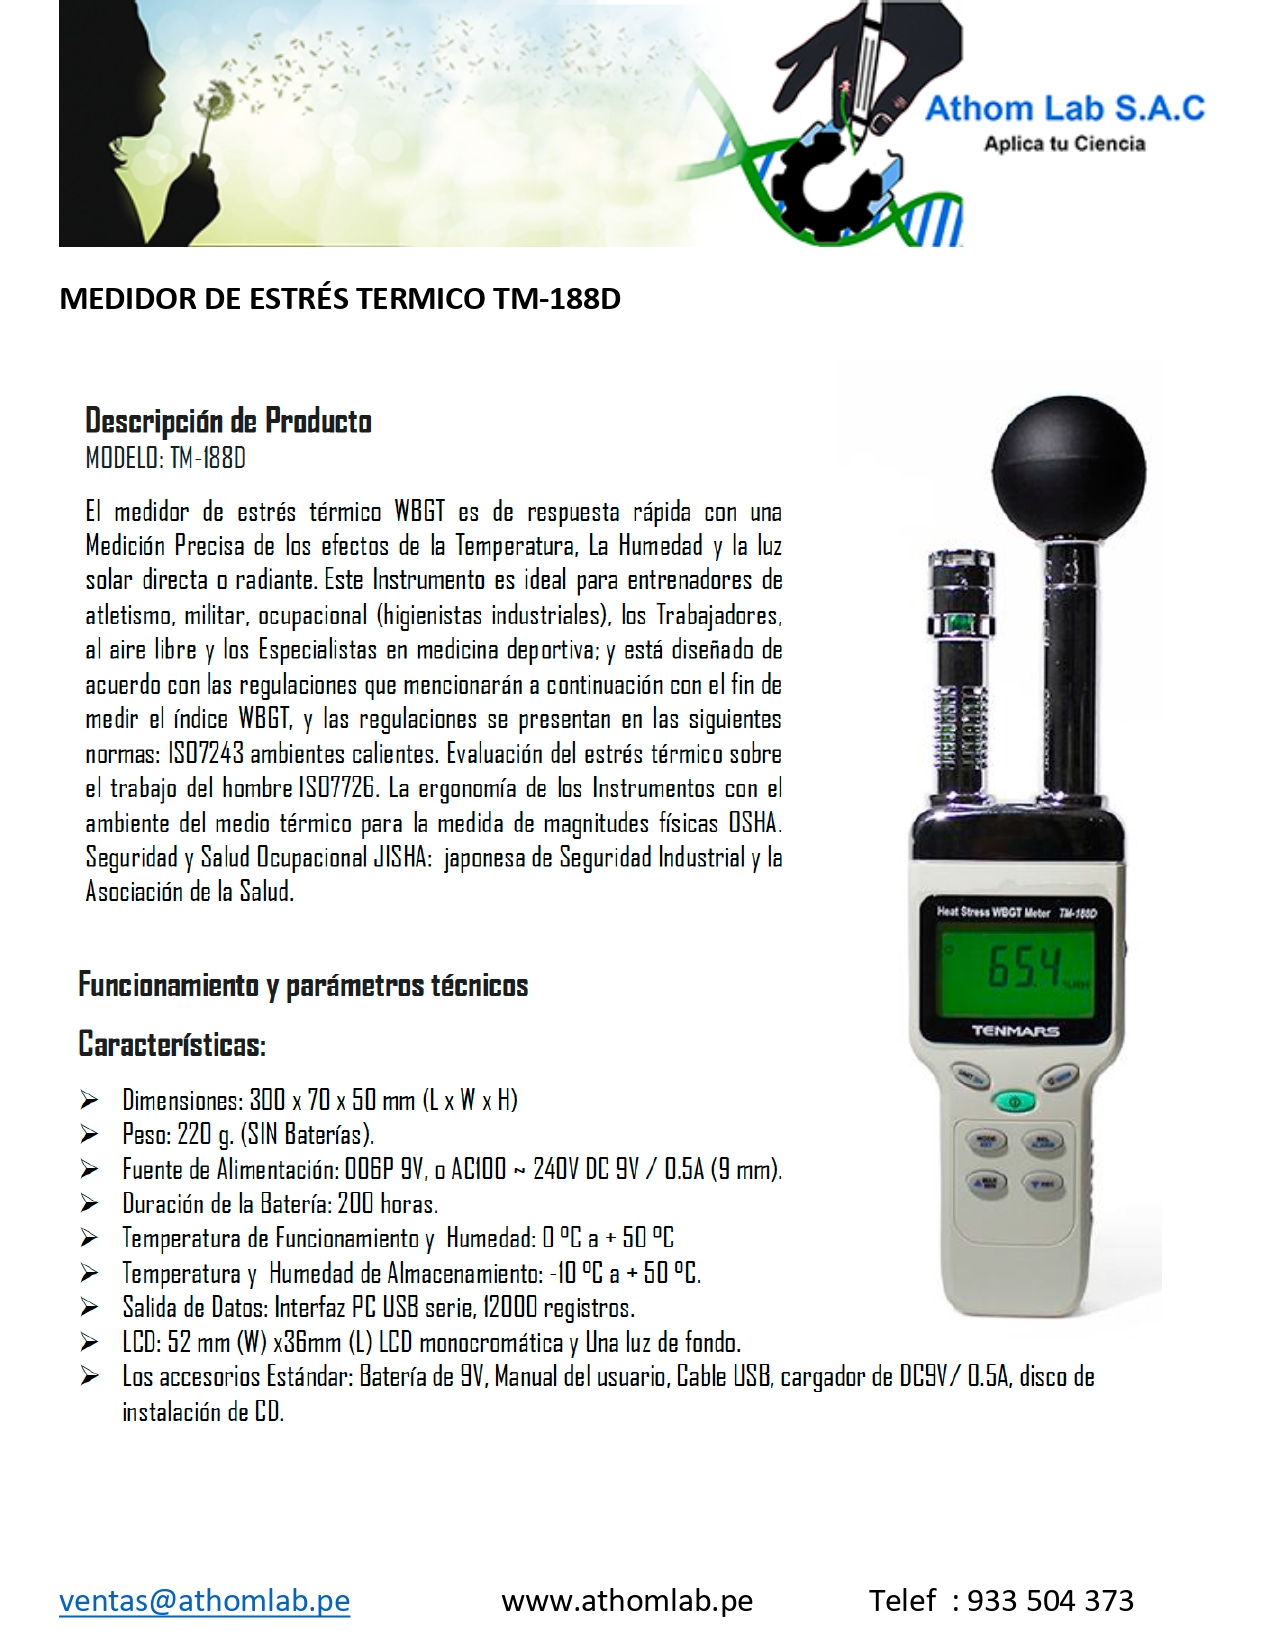 Athom Lab S.A.C
Aplica tu Ciencia
MEDIDOR DE ESTRÉS TERMICO TM-188D
Descripción de Producto
MODELO: TM-188D
El medidor de estrés térmico WBGT es de respuesta rápida con una
Medición Precisa de los efectos de la Temperatura, La Humedad y la luz
solar directa o radiante. Este Instrumento es ideal para entrenadores de
atletismo, militar, ocupacional (higienistas industriales), los Trabajadores,
al aire libre y los Especialistas en medicina deportiva; y está diseñado de
acuerdo con las regulaciones que mencionarán a continuación con el fin de
medir el índice WBGT, y las regulaciones se presentan en las siguientes
normas: ISO7243 ambientes calientes. Evaluación del estrés térmico sobre
el trabajo del hombre ISO7726. La ergonomía de los Instrumentos con el
ambiente del medio térmico para la medida de magnitudes físicas OSHA.
Seguridad y Salud Ocupacional JISHA: japonesa de Seguridad Industrial y la
Asociación de la Salud.
Heat Stress WBGT Meter TM-188D
65.4
%RH
TENMARS
Funcionamiento y parámetros técnicos
Características:
➢ Dimensiones: 300 x 70 x 50 mm (L x W x H)
➢ Peso: 220 g. (SIN Baterías).
➢ Fuente de Alimentación: 006P 9V, o AC100 ~ 240V DC 9V / 0.5A (9 mm).
➢ Duración de la Batería: 200 horas.
➢ Temperatura de Funcionamiento y Humedad: 0 ºC a + 50 ºC
➢ Temperatura y Humedad de Almacenamiento: -10 ºC a + 50 ºC.
➢ Salida de Datos: Interfaz PC USB serie, 12000 registros.
➢ LCD: 52 mm (W) x36mm (L) LCD monocromática y Una luz de fondo.
➢ Los accesorios Estándar: Batería de 9V, Manual del usuario, Cable USB, cargador de DC9V/ 0.5A, disco de
instalación de CD.
ventas@athomlab.pe www.athomlab.pe Telef : 933 504 373